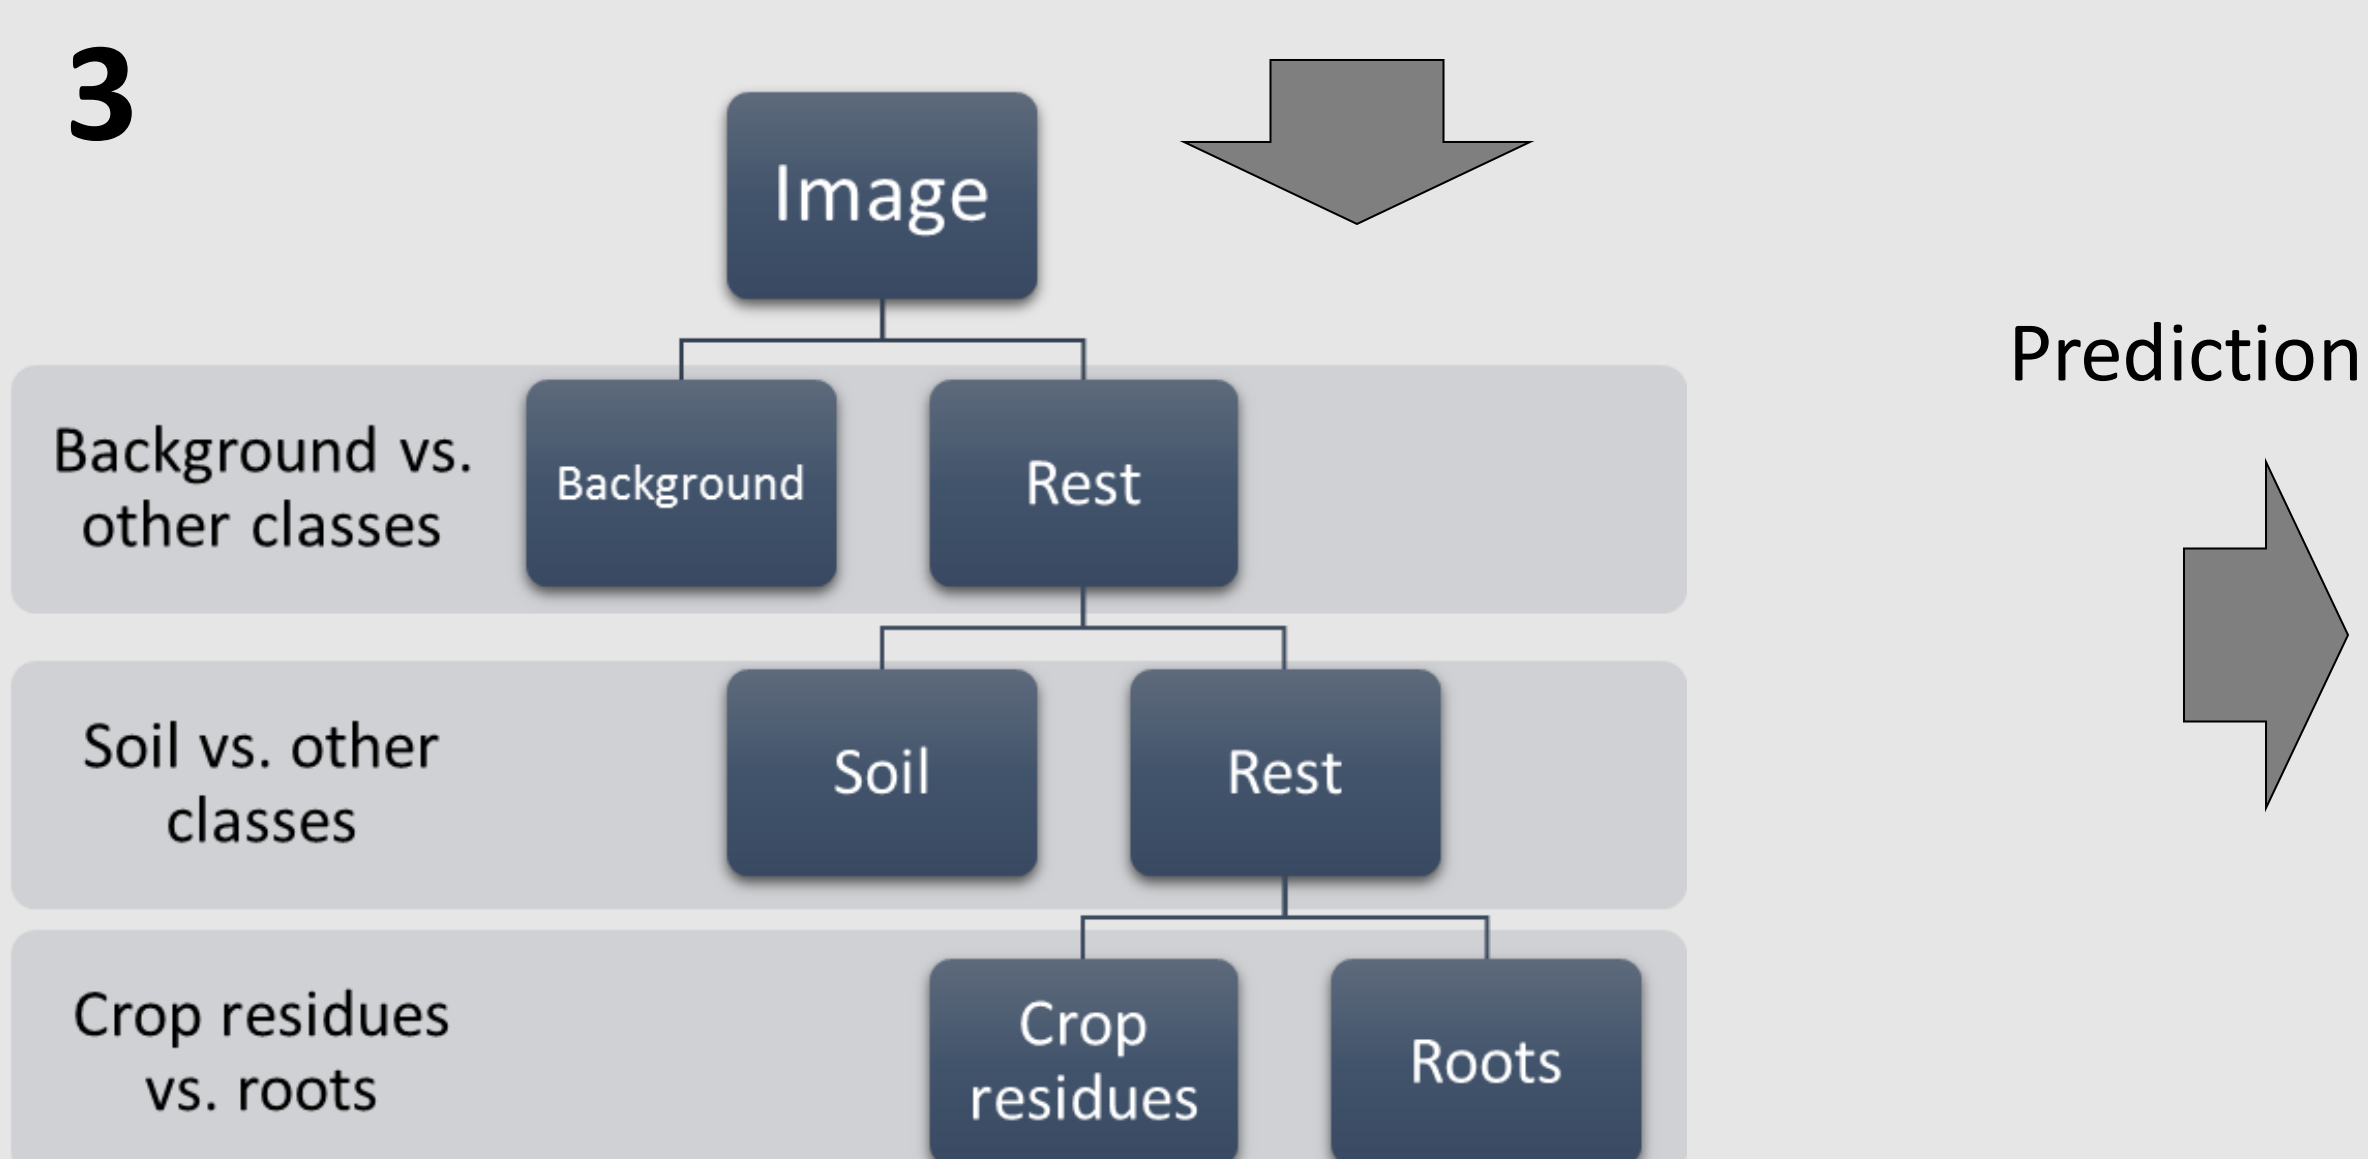 3
Image
Prediction
Background vs.
other classes
Background
Rest
Soil vs. other
classes
Soil
Rest
Crop residues
vs. roots
Crop
residues
Roots